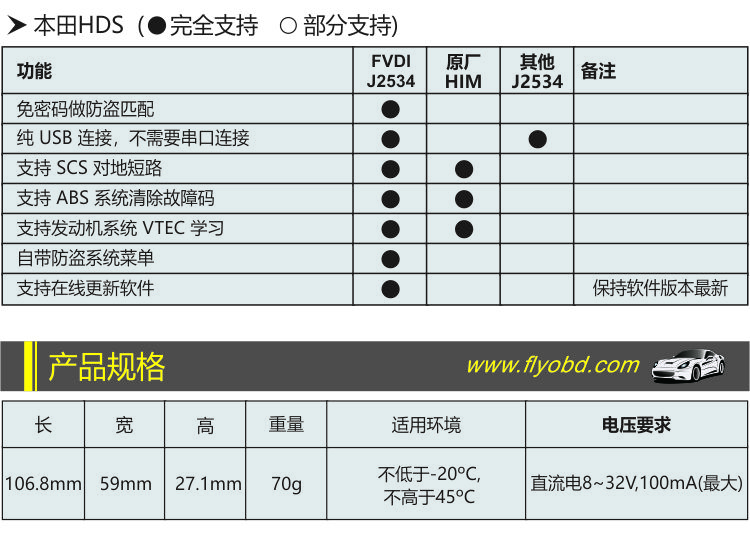 ➤ 本田HDS (●完全支持 ○部分支持)
功能 FVDI J2534 原厂 HIM 其他 J2534 备注
免密码做防盗匹配 ●
纯 USB 连接，不需要串口连接 ● ●
支持 SCS 对地短路 ● ●
支持 ABS 系统清除故障码 ● ●
支持发动机系统 VTEC 学习 ● ●
自带防盗系统菜单 ●
支持在线更新软件 ● 保持软件版本最新
产品规格 www.flyobd.com
长 宽 高 重量 适用环境 电压要求
106.8mm 59mm 27.1mm 70g 不低于-20ºC, 不高于45ºC 直流电8~32V,100mA(最大)